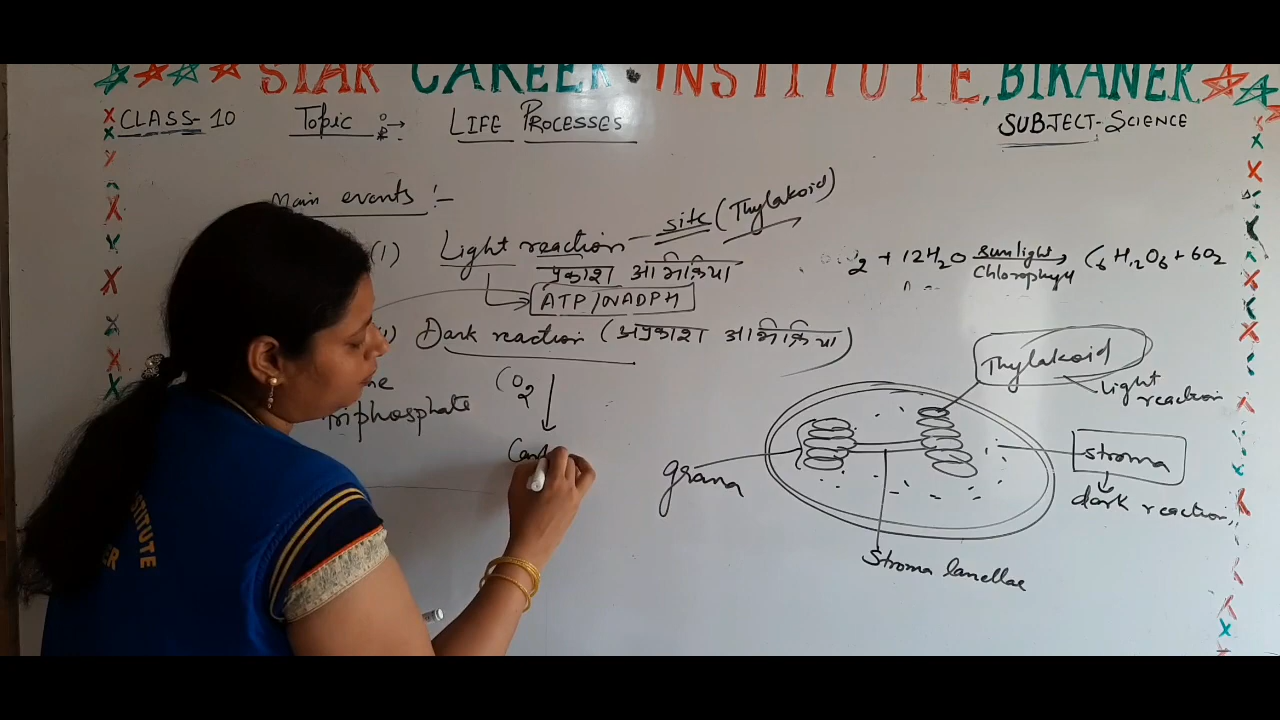 STAR CAREER INSTITUTE, BIKANER
CLASS-10 Topic :→ LIFE PROCESSES SUBJECT-SCIENCE
Main events :-
(1) Light reaction - site (Thylakoid)
प्रकाश अभिक्रिया
ATP/NADPH
Dark reaction (अप्रकाश अभिक्रिया)
Triphosphate
CO2
2 + 12H2O sunlight → C6H12O6 + 6O2
Chlorophyll
Thylakoid
Light reaction
grana
stroma
dark reaction
Stroma lamellae
INSTITUTE